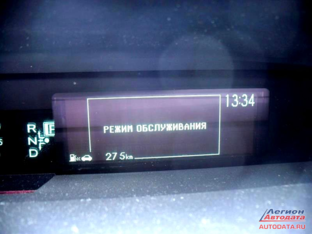 13:34
РЕЖИМ ОБСЛУЖИВАНИЯ
275km
R
N
D
Легион
Автодата
AUTODATA.RU